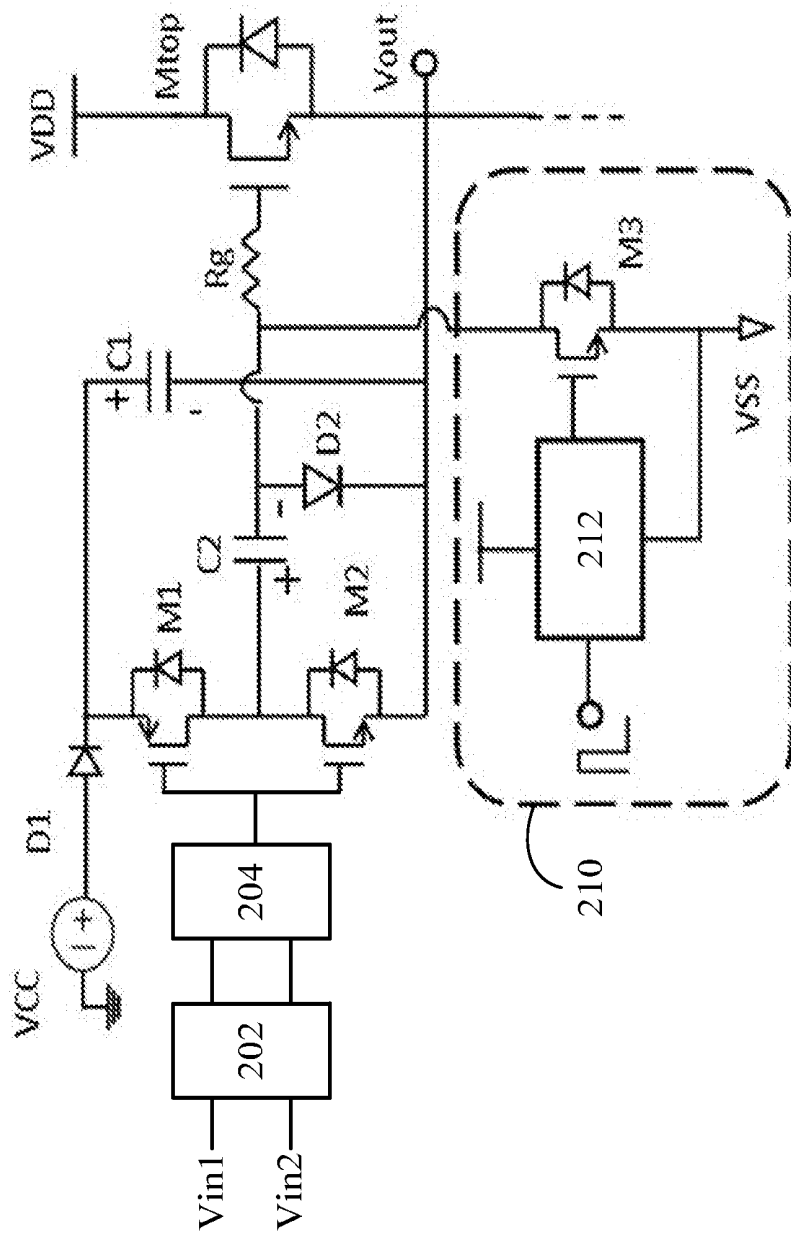 VCC
D1
+
C1
-
VDD
Mtop
M1
C2
+
-
Rg
Vin1
Vin2
202
204
M2
D2
Vout
210
212
M3
VSS